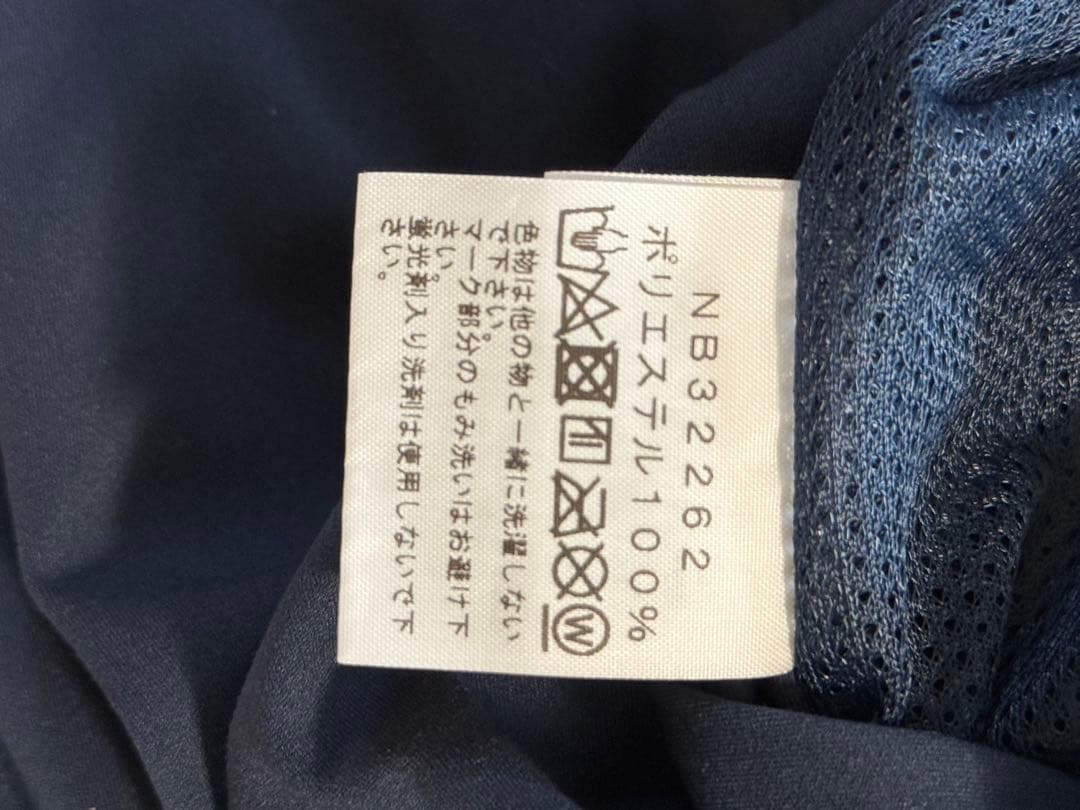 NB32262
ポリエステル100%
W
色物は他の物と一緒に洗濯しない
で下さい。
マーク部分のもみ洗いはお避け下
さい。
蛍光剤入り洗剤は使用しないで下
さい。